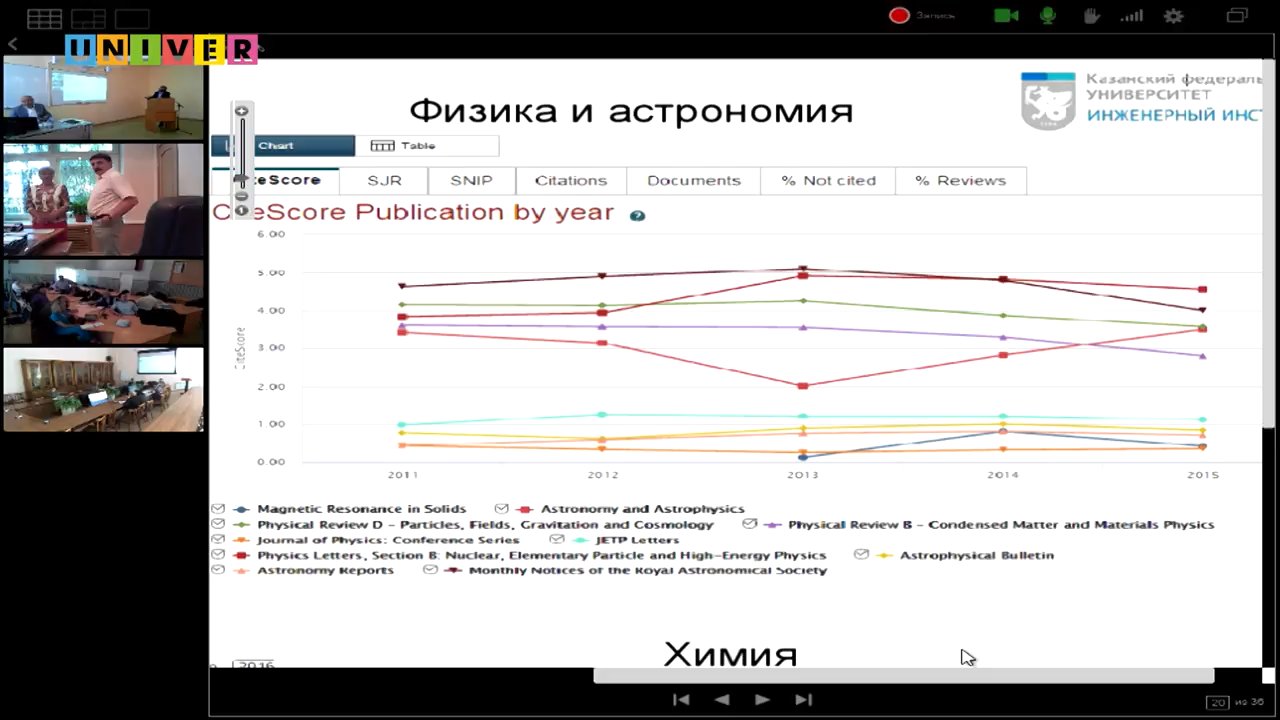 Запись
UNIVER
Казанский федераль
УНИВЕРСИТЕТ
ИНЖЕНЕРНЫЙ ИНСТ
Физика и астрономия
Chart
Table
teScore
SJR
SNIP
Citations
Documents
% Not cited
% Reviews
CiteScore Publication by year
6.00
5.00
4.00
3.00
2.00
1.00
0.00
CiteScore
2011
2012
2013
2014
2015
Magnetic Resonance in Solids
Astronomy and Astrophysics
Physical Review D - Particles, Fields, Gravitation and Cosmology
Physical Review B - Condensed Matter and Materials Physics
Journal of Physics: Conference Series
JETP Letters
Physics Letters, Section B: Nuclear, Elementary Particle and High-Energy Physics
Astrophysical Bulletin
Astronomy Reports
Monthly Notices of the Royal Astronomical Society
Химия
2016
20 из 36